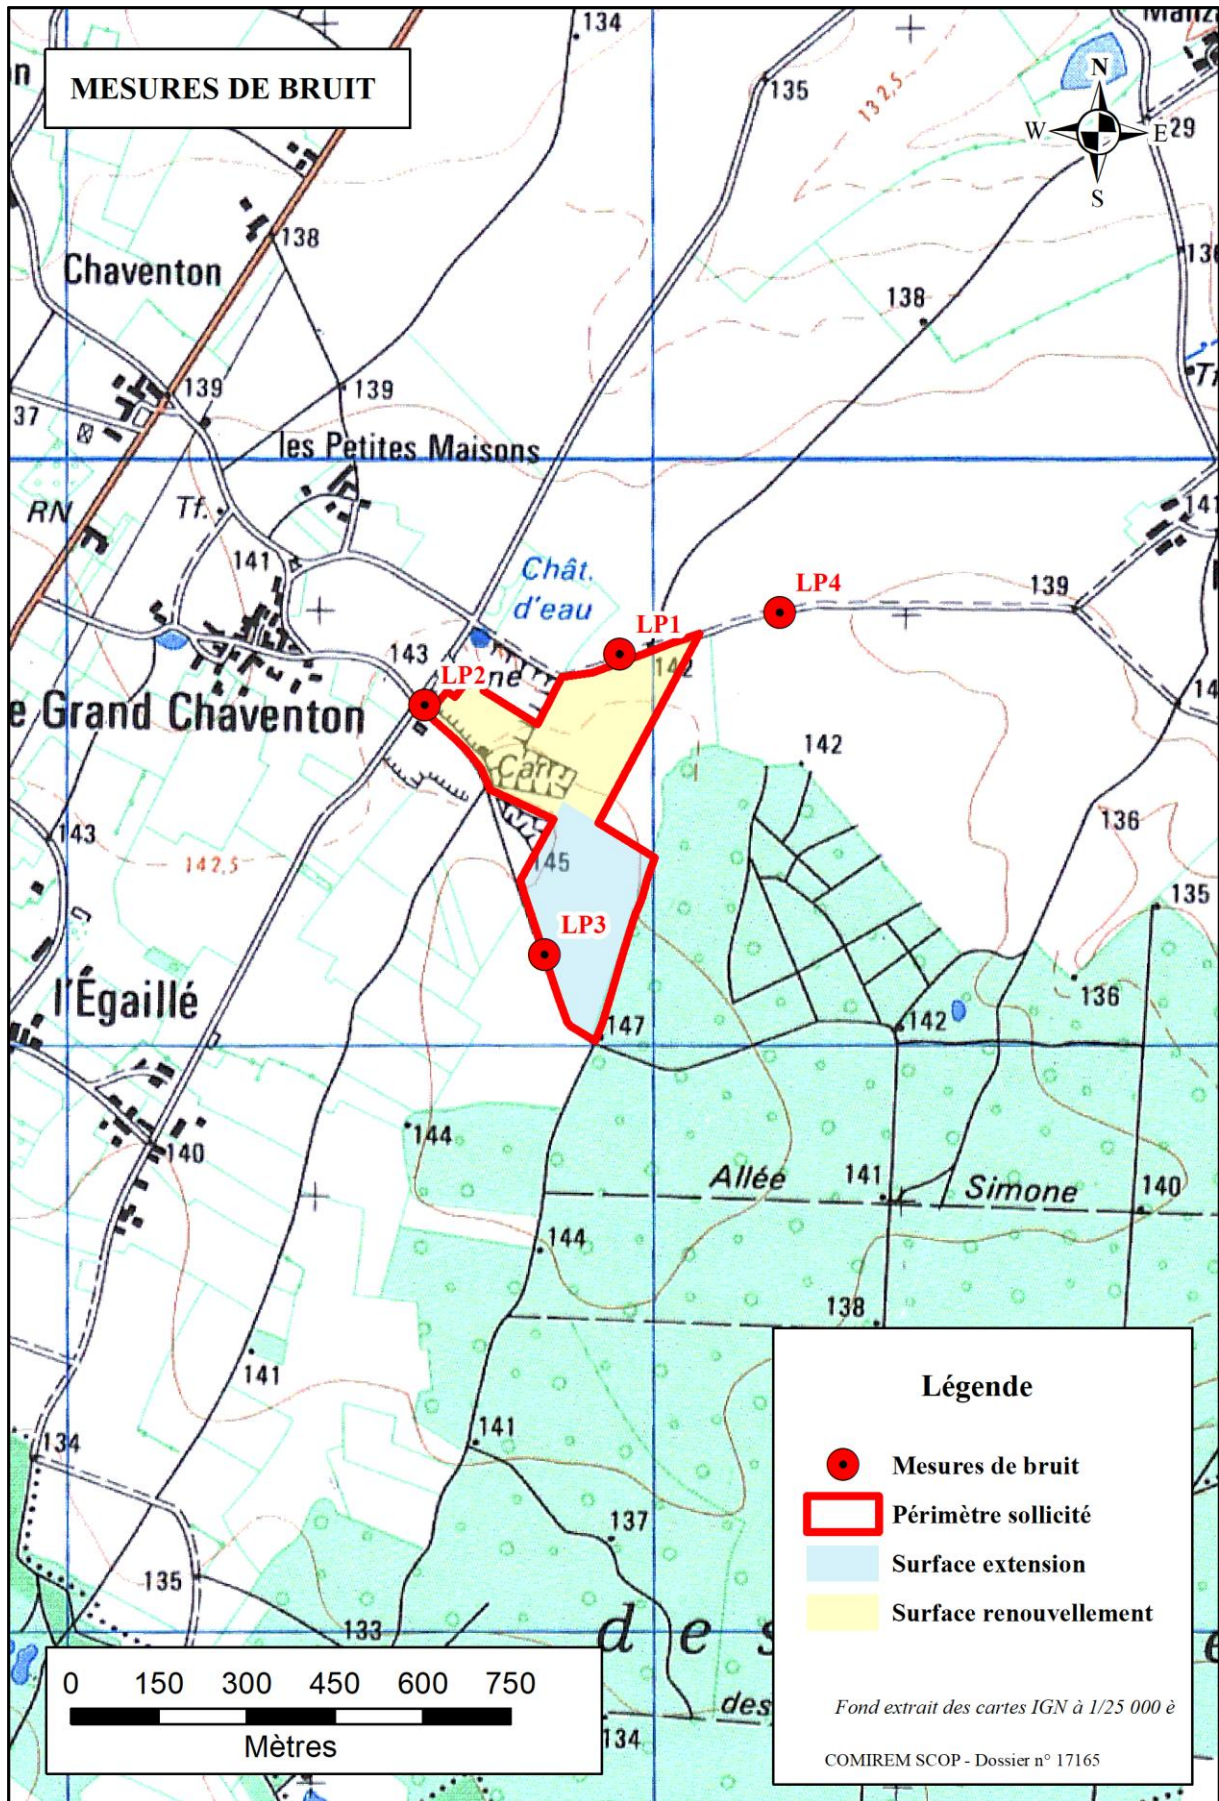 MESURES DE BRUIT
134
135
132,5
N
W
E
S
29
138
Chaventon
138
139
139
37
les Petites Maisons
RN
Tf.
141
141
Chât.
d'eau
LP4
139
LP1
143
LP2
142
ne
e Grand Chaventon
Carr
142
143
142,5
145
136
135
LP3
l'Égaillé
136
147
142
144
140
Allée
141
Simone
140
144
138
141
141
134
137
135
133
d e s
des
134
0 150 300 450 600 750
Mètres
Légende
Mesures de bruit
Périmètre sollicité
Surface extension
Surface renouvellement
Fond extrait des cartes IGN à 1/25 000 è
COMIREM SCOP - Dossier n° 17165